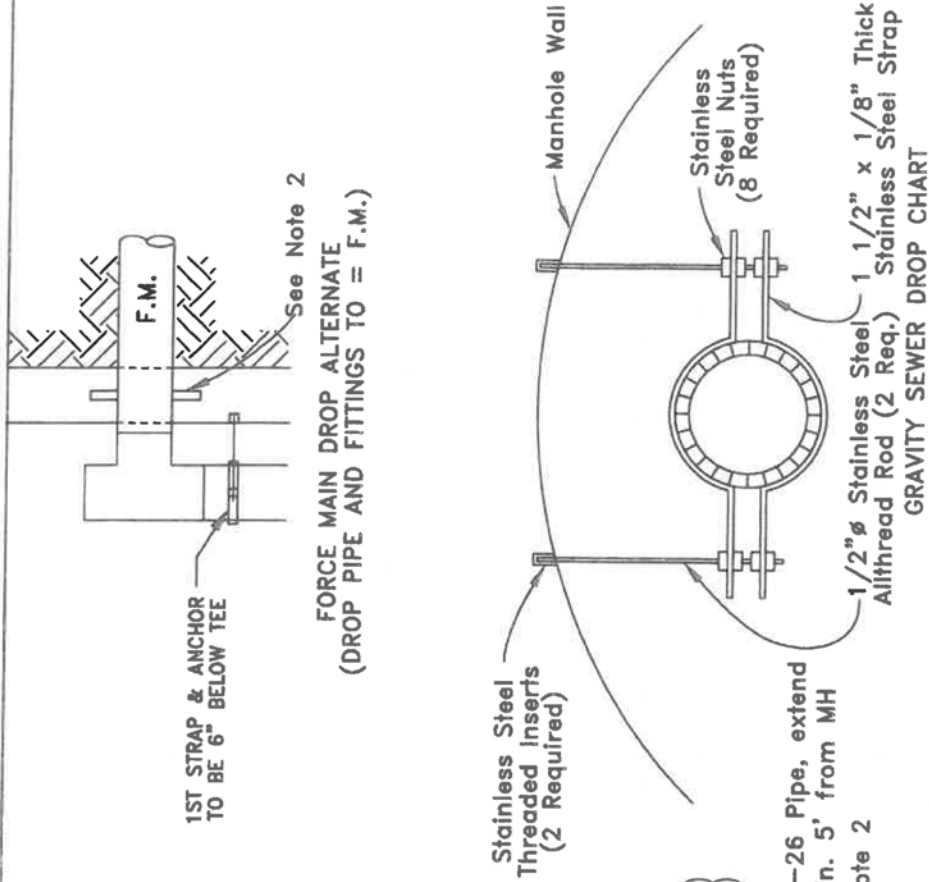 F.M.
See Note 2
1ST STRAP & ANCHOR
TO BE 6" BELOW TEE
FORCE MAIN DROP ALTERNATE
(DROP PIPE AND FITTINGS TO = F.M.)
Manhole Wall
Stainless
Steel Nuts
(8 Required)
Stainless Steel
Threaded Inserts
(2 Required)
1/2"ø Stainless Steel
Allthread Rod (2 Req.)
1 1/2" x 1/8" Thick
Stainless Steel Strap
GRAVITY SEWER DROP CHART
-26 Pipe, extend
n. 5' from MH
ote 2